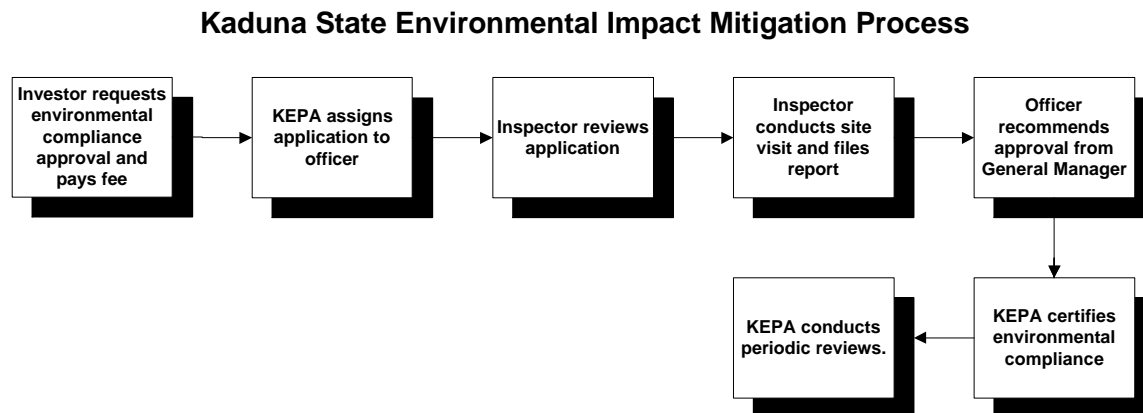 Kaduna State Environmental Impact Mitigation Process
Investor requests
environmental
compliance
approval and
pays fee
KEPA assigns
application to
officer
Inspector reviews
application
Inspector
conducts site
visit and files
report
Officer
recommends
approval from
General Manager
KEPA certifies
environmental
compliance
KEPA conducts
periodic reviews.